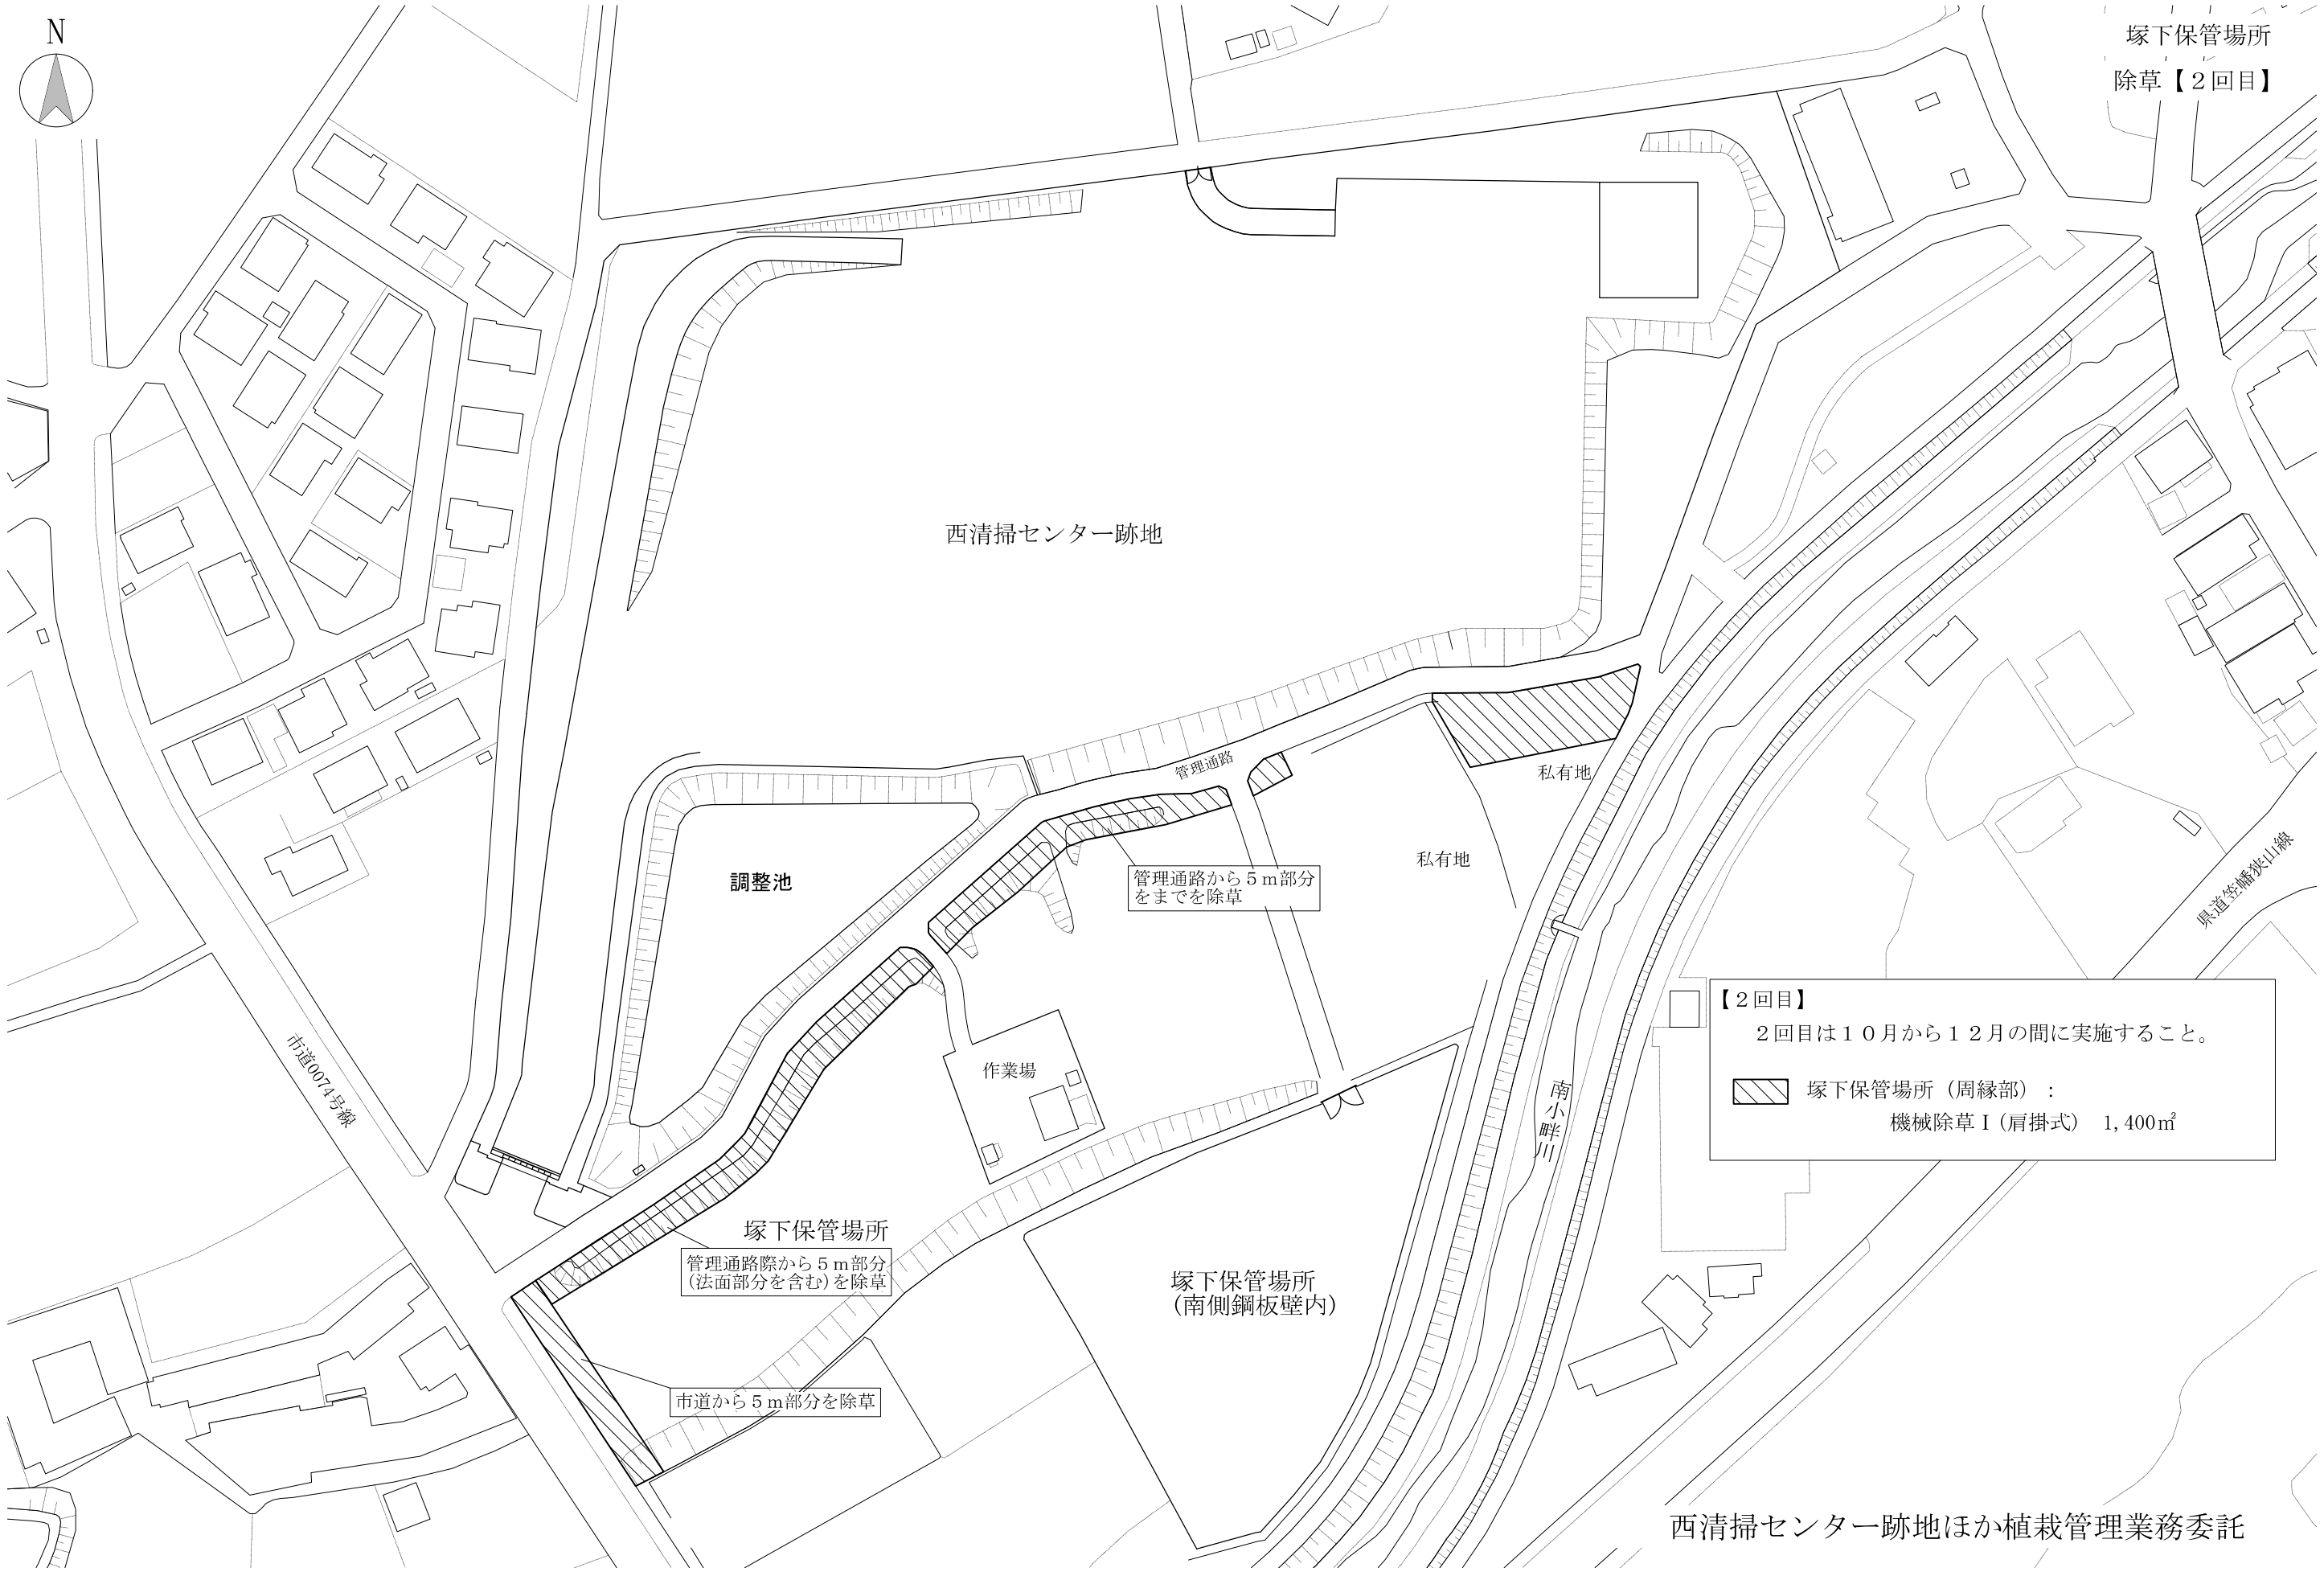 N
塚下保管場所
除草【２回目】
西清掃センター跡地
管理通路
私有地
私有地
調整池
管理通路から５ｍ部分
をまでを除草
県道笠幡狭山線
【２回目】
２回目は１０月から１２月の間に実施すること。
塚下保管場所（周縁部）：
機械除草Ⅰ（肩掛式）　1,400㎡
市道0074号線
作業場
南小畔川
塚下保管場所
管理通路際から５ｍ部分
（法面部分を含む）を除草
塚下保管場所
（南側鋼板壁内）
市道から５ｍ部分を除草
西清掃センター跡地ほか植栽管理業務委託